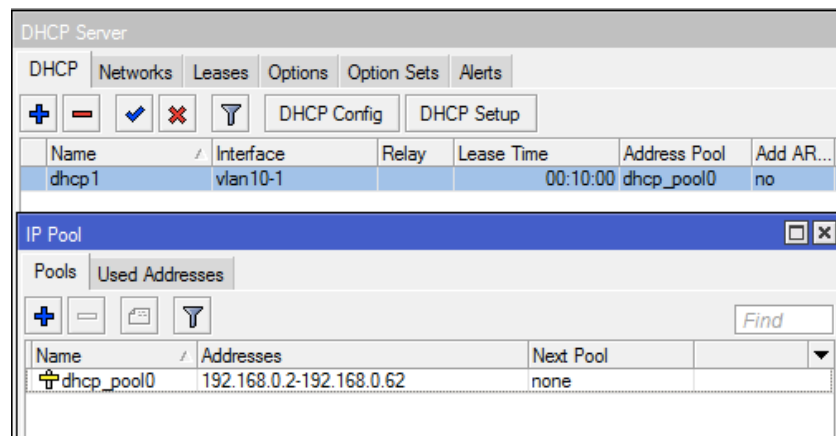 DHCP Server
DHCP Networks Leases Options Option Sets Alerts
DHCP Config DHCP Setup
Name Interface Relay Lease Time Address Pool Add AR...
dhcp1 vlan10-1 00:10:00 dhcp_pool0 no
IP Pool
Pools Used Addresses
Find
Name Addresses Next Pool
dhcp_pool0 192.168.0.2-192.168.0.62 none